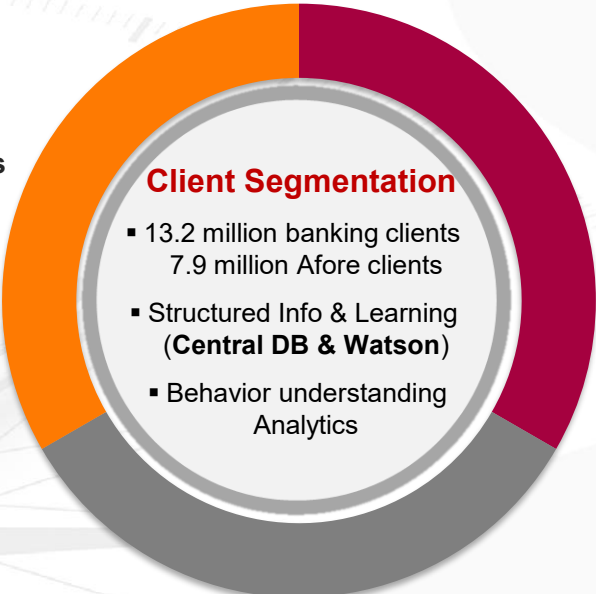 s
Client Segmentation
▪ 13.2 million banking clients
7.9 million Afore clients
▪ Structured Info & Learning
(Central DB & Watson)
▪ Behavior understanding
Analytics